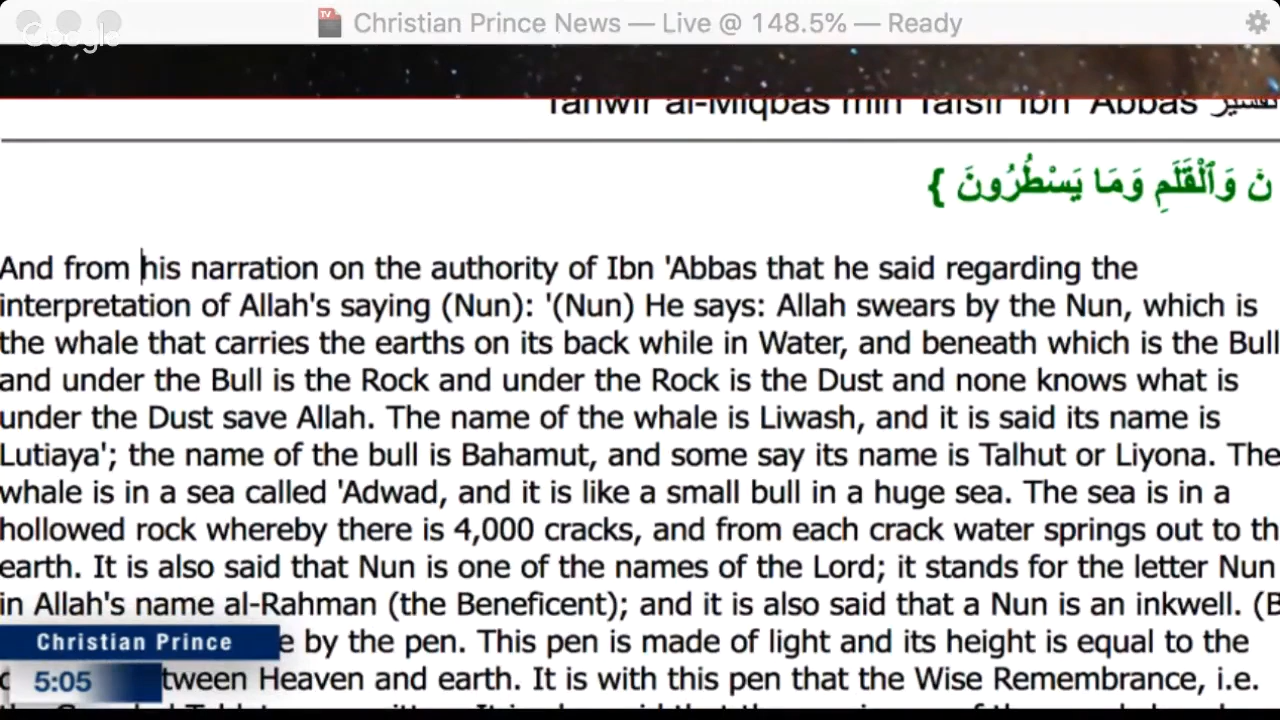 Christian Prince News — Live @ 148.5% — Ready
Google
Tanwîr al-Miqbâs min Tafsîr Ibn 'Abbâs تفسير
نۤ وَٱلْقَلَمِ وَمَا يَسْطُرُونَ }
And from his narration on the authority of Ibn 'Abbas that he said regarding the
interpretation of Allah's saying (Nun): '(Nun) He says: Allah swears by the Nun, which is
the whale that carries the earths on its back while in Water, and beneath which is the Bull
and under the Bull is the Rock and under the Rock is the Dust and none knows what is
under the Dust save Allah. The name of the whale is Liwash, and it is said its name is
Lutiaya'; the name of the bull is Bahamut, and some say its name is Talhut or Liyona. The
whale is in a sea called 'Adwad, and it is like a small bull in a huge sea. The sea is in a
hollowed rock whereby there is 4,000 cracks, and from each crack water springs out to th
earth. It is also said that Nun is one of the names of the Lord; it stands for the letter Nun
in Allah's name al-Rahman (the Beneficent); and it is also said that a Nun is an inkwell. (B
e by the pen. This pen is made of light and its height is equal to the
tween Heaven and earth. It is with this pen that the Wise Remembrance, i.e.
Christian Prince
5:05